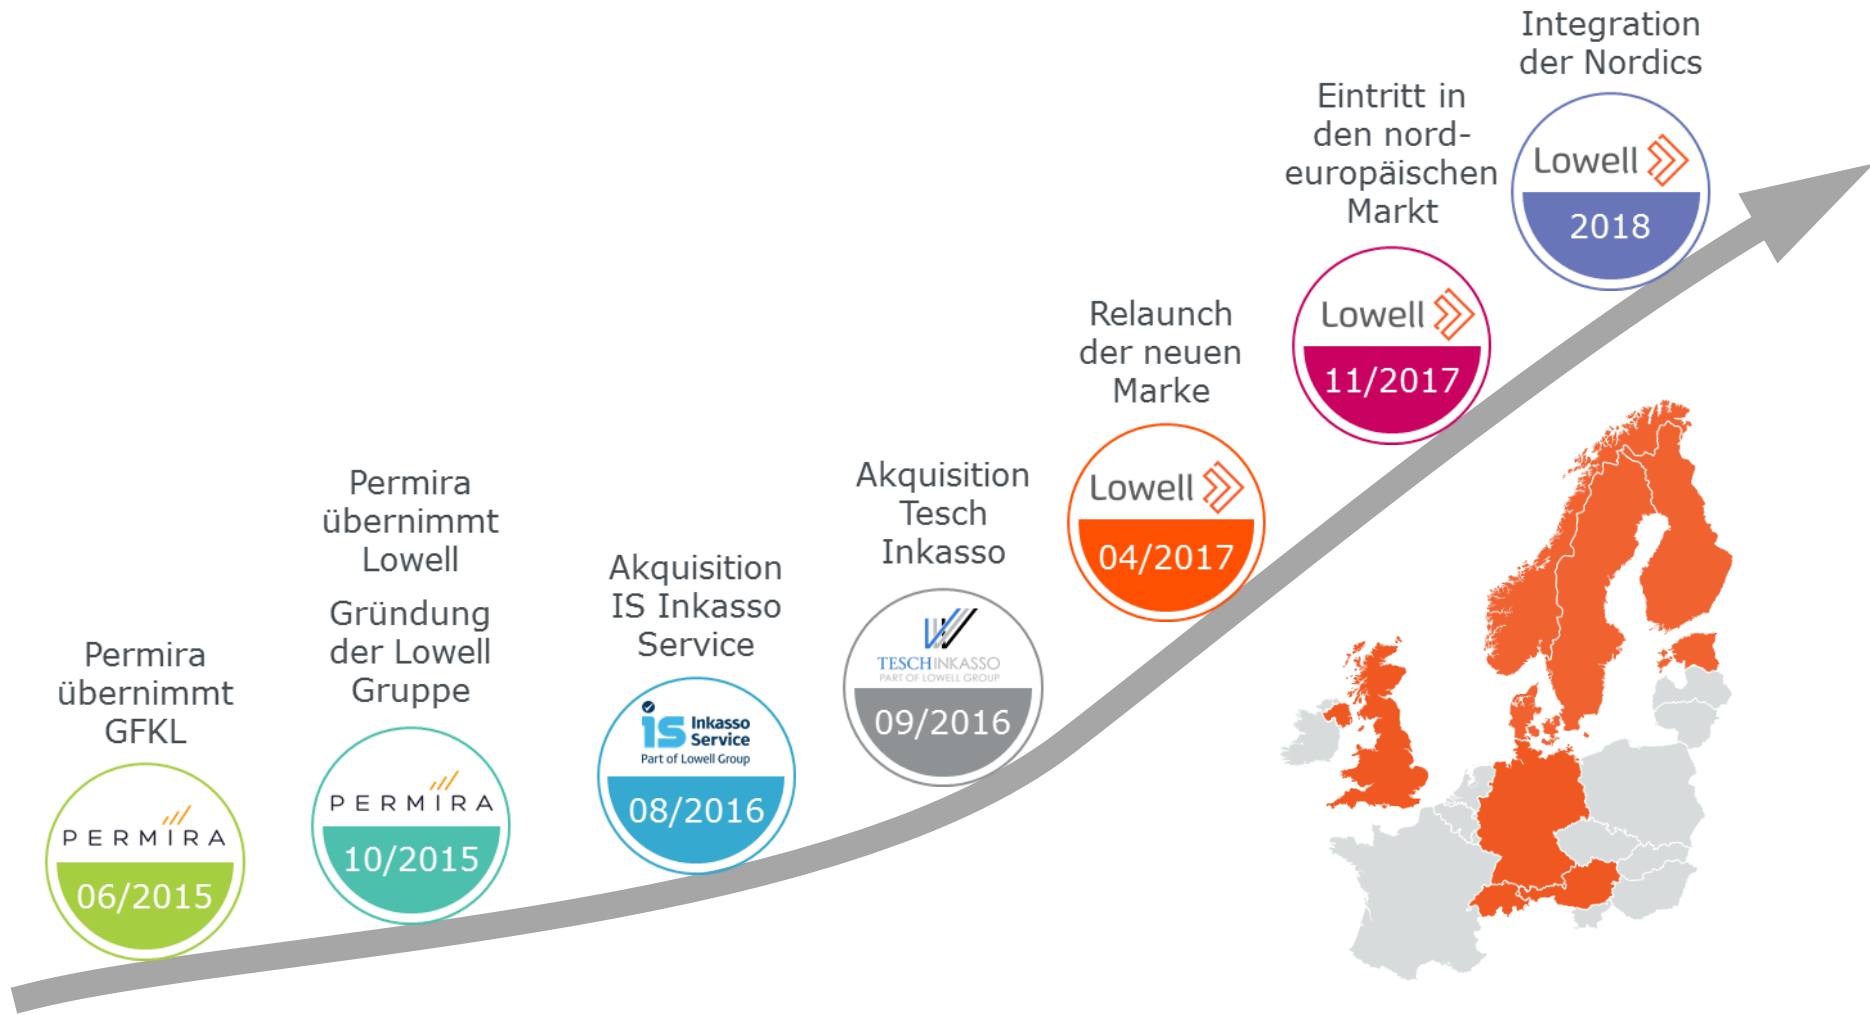 Permira
übernimmt
GFKL
PERMIRA
06/2015
Permira
übernimmt
Lowell
Gründung
der Lowell
Gruppe
PERMIRA
10/2015
Akquisition
IS Inkasso
Service
is Inkasso
Service
Part of Lowell Group
08/2016
Akquisition
Tesch
Inkasso
TESCHINKASSO
PART OF LOWELL GROUP
09/2016
Relaunch
der neuen
Marke
Lowell
04/2017
Eintritt in
den nord-
europäischen
Markt
Lowell
11/2017
Integration
der Nordics
Lowell
2018